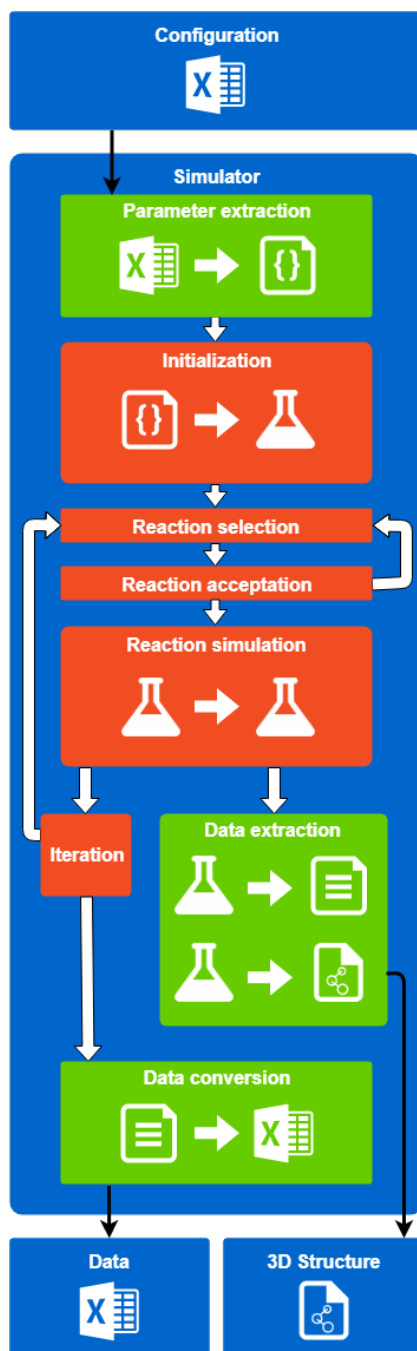 Configuration
X
Simulator
Parameter extraction
X
{}
Initialization
{}
Reaction selection
Reaction acceptation
Reaction simulation
Iteration
Data extraction
Data conversion
X
Data
X
3D Structure